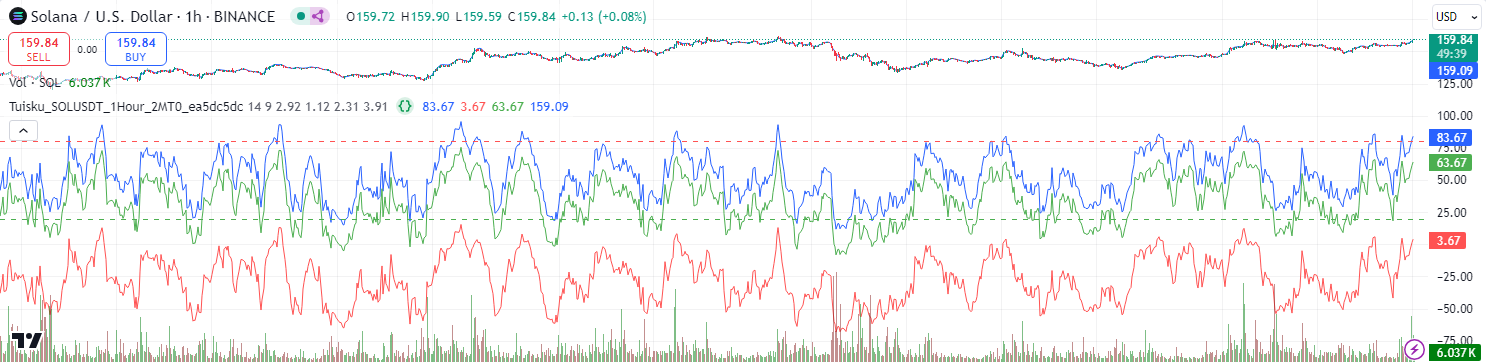 Solana / U.S. Dollar · 1h · BINANCE O159.72 H159.90 L159.59 C159.84 +0.13 (+0.08%) USD
159.84 SELL 0.00 159.84 BUY
159.84
49:39
159.09
Vol · SOL 6.037K
125.00
Tuisku_SOLUSDT_1Hour_2MT0_ea5dc5dc 14 9 2.92 1.12 2.31 3.91 {} 83.67 3.67 63.67 159.09
100.00
83.67
75.00
63.67
50.00
25.00
3.67
−25.00
−50.00
−75.00
6.037K